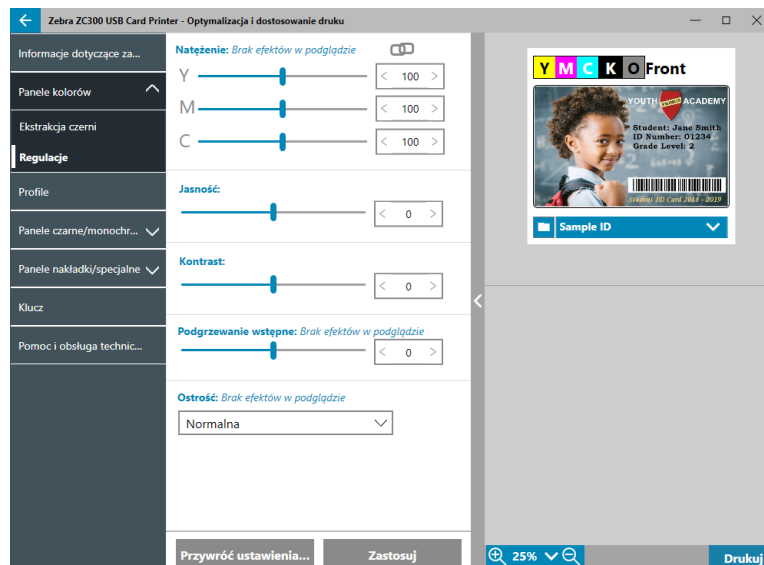 Zebra ZC300 USB Card Printer - Optymalizacja i dostosowanie druku
Informacje dotyczące za...
Panele kolorów
Ekstrakcja czerni
Regulacje
Profile
Panele czarne/monochr...
Panele nakładki/specjalne
Klucz
Pomoc i obsługa technic...
Natężenie: Brak efektów w podglądzie
Y < 100 >
M < 100 >
C < 100 >
Jasność:
< 0 >
Kontrast:
< 0 >
Podgrzewanie wstępne: Brak efektów w podglądzie
< 0 >
Ostrość: Brak efektów w podglądzie
Normalna
Przywróć ustawienia...
Zastosuj
Y M C K O Front
YOUTH ACADEMY
Student: Jane Smith
ID Number: 01234
Grade Level: 2
Student ID Card 2018 - 2019
Sample ID
25%
Drukuj